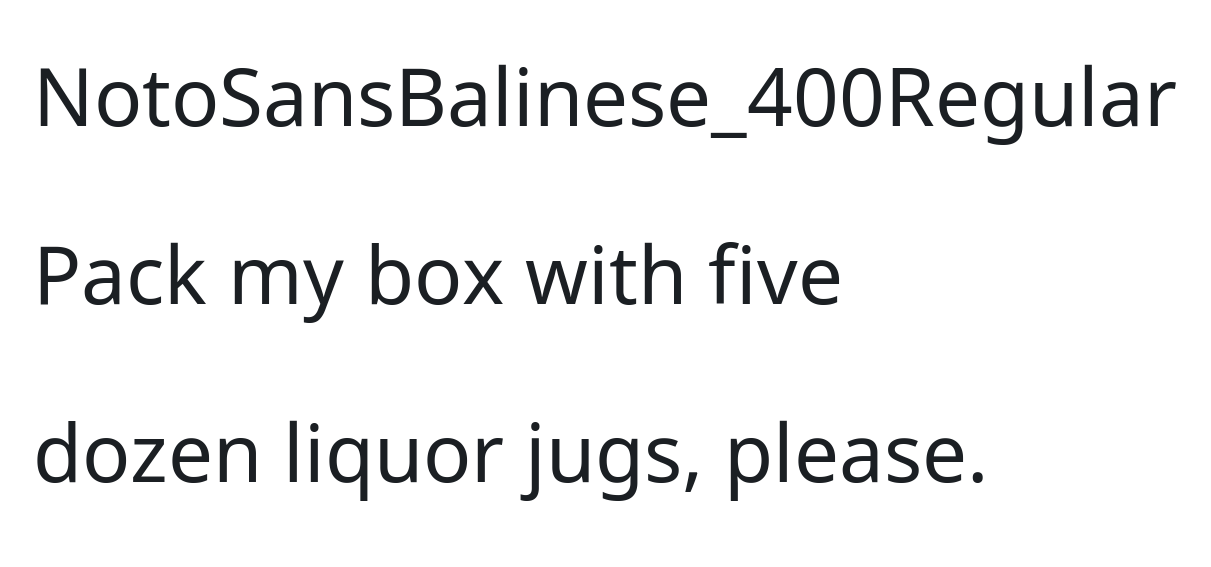 NotoSansBalinese_400Regular
Pack my box with five
dozen liquor jugs, please.